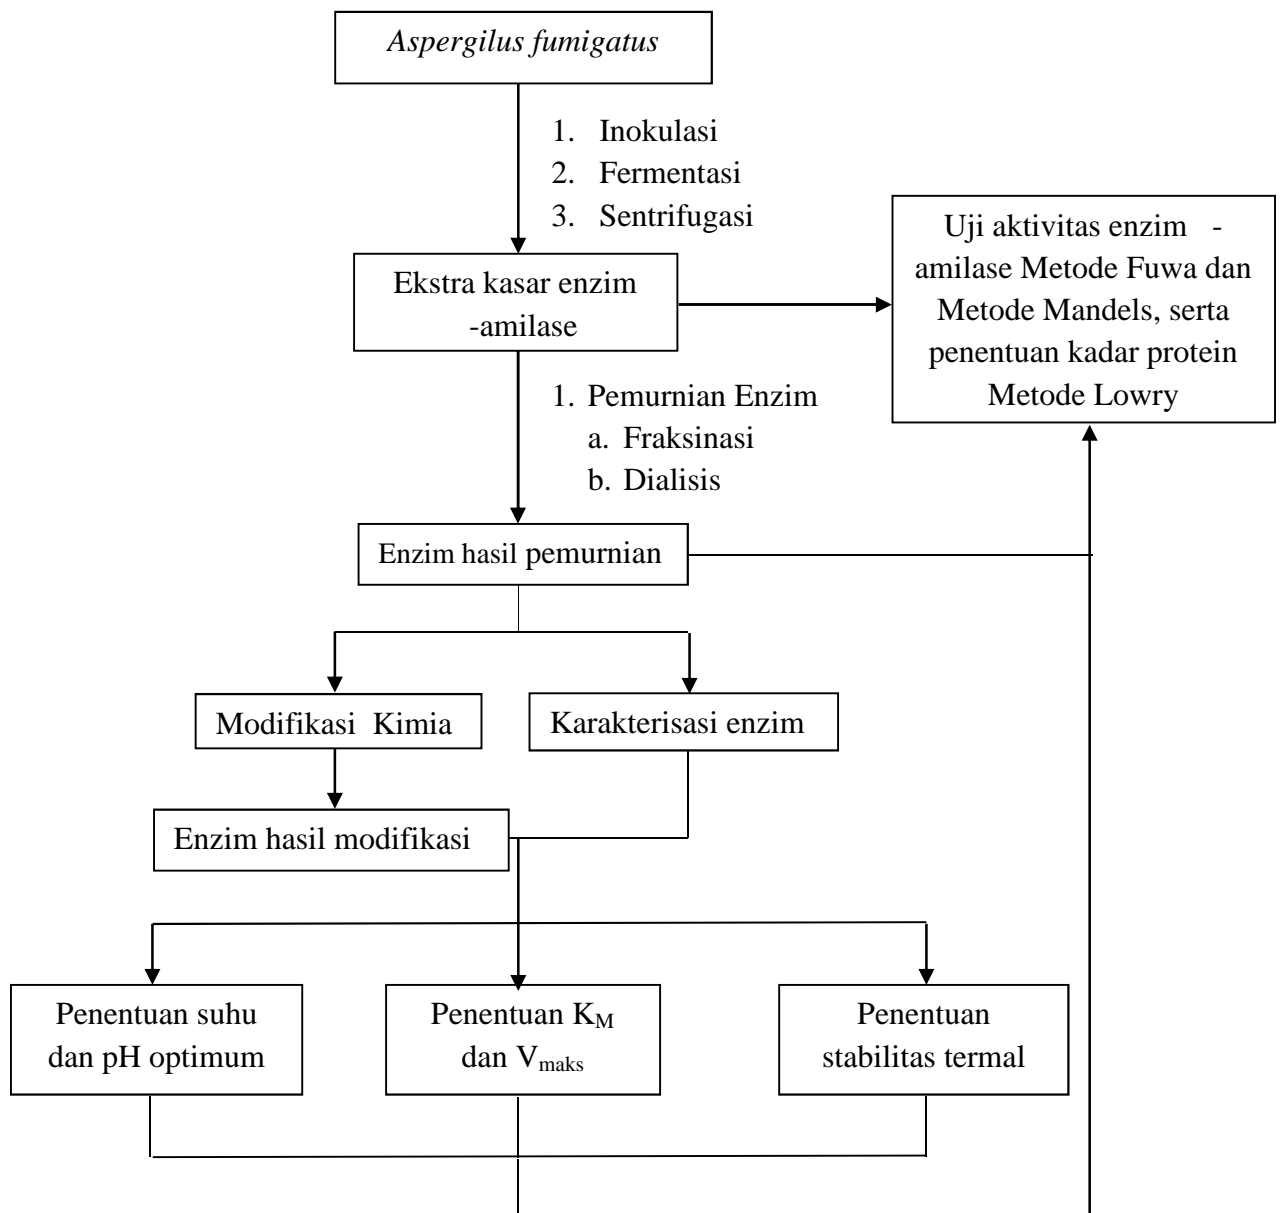 Aspergilus fumigatus
1. Inokulasi
2. Fermentasi
3. Sentrifugasi
Ekstra kasar enzim
-amilase
Uji aktivitas enzim -
amilase Metode Fuwa dan
Metode Mandels, serta
penentuan kadar protein
Metode Lowry
1. Pemurnian Enzim
a. Fraksinasi
b. Dialisis
Enzim hasil pemurnian
Modifikasi Kimia
Karakterisasi enzim
Enzim hasil modifikasi
Penentuan suhu
dan pH optimum
Penentuan KM
dan Vmaks
Penentuan
stabilitas termal